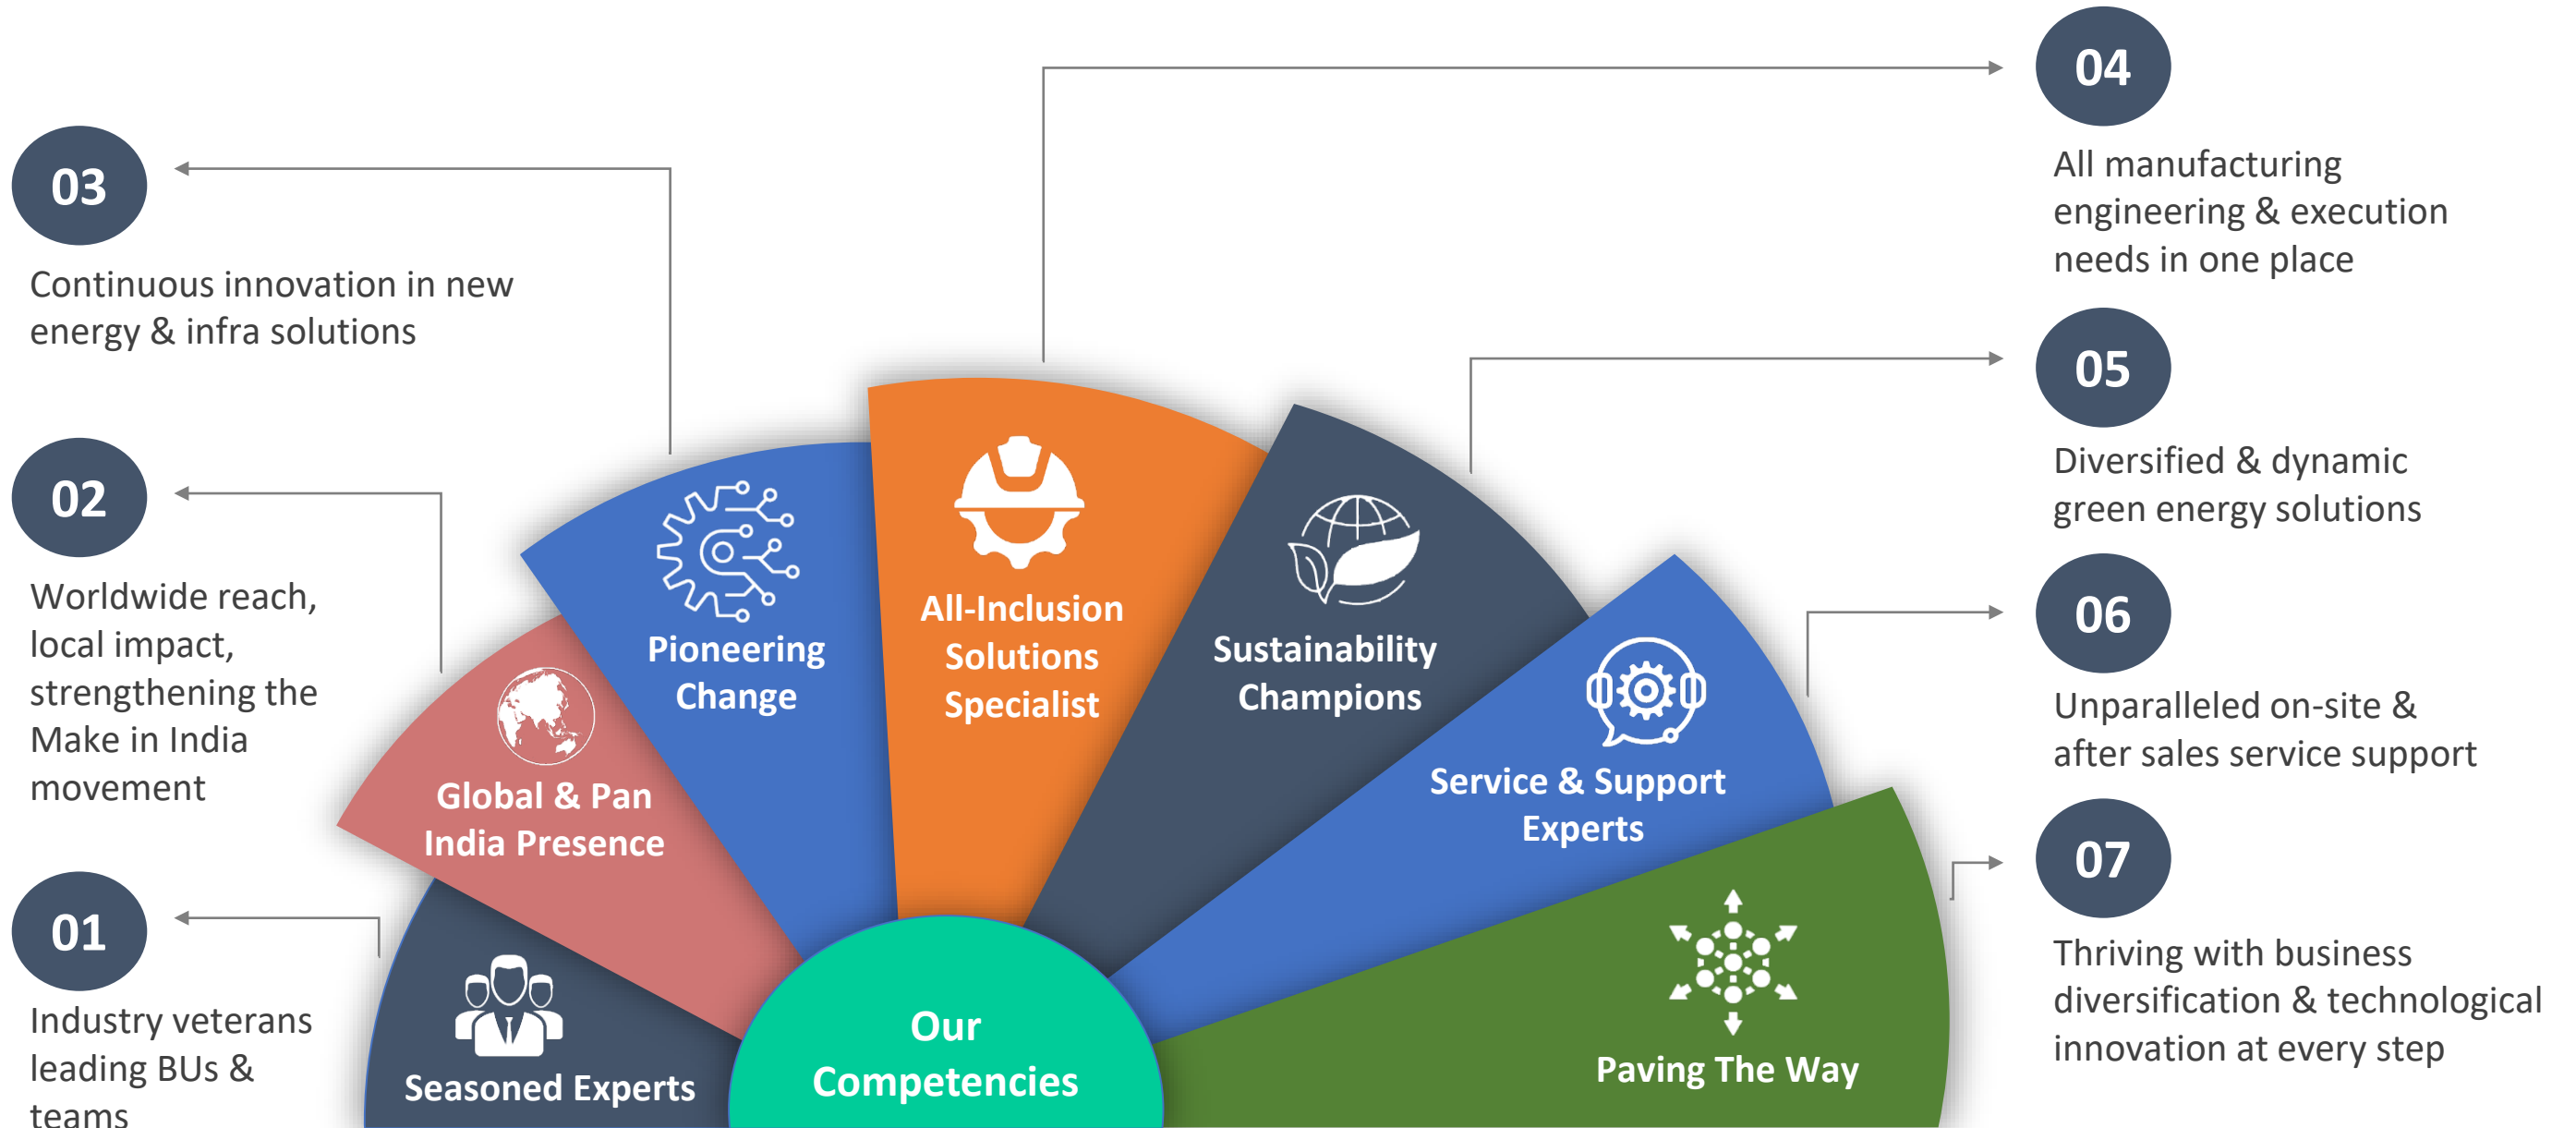 01
Industry veterans
leading BUs &
teams
02
Worldwide reach,
local impact,
strengthening the
Make in India
movement
03
Continuous innovation in new
energy & infra solutions
04
All manufacturing
engineering & execution
needs in one place
05
Diversified & dynamic
green energy solutions
06
Unparalleled on-site &
after sales service support
07
Thriving with business
diversification & technological
innovation at every step
Seasoned Experts
Global & Pan
India Presence
Pioneering
Change
All-Inclusion
Solutions
Specialist
Sustainability
Champions
Service & Support
Experts
Paving The Way
Our
Competencies